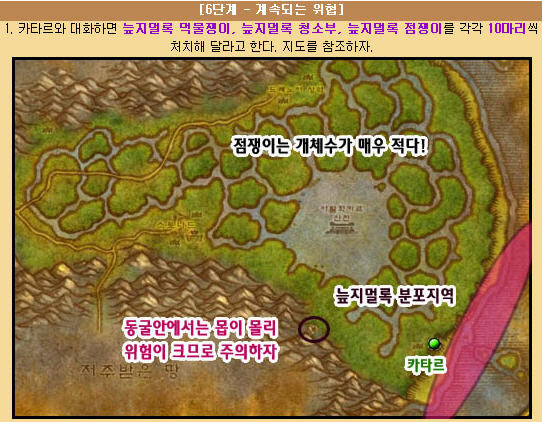 [6단계 - 계속되는 위험]
1. 카타르와 대화하면 늪지멀록 먹물쟁이, 늪지멀록 청소부, 늪지멀록 점쟁이를 각각 10마리씩
처치해 달라고 한다. 지도를 참조하자.
점쟁이는 개체수가 매우 적다!
스토나드
늪지멀록 분포지역
동굴안에서는 몹이 몰리
위험이 크므로 주의하자
카타르
저주받은 땅